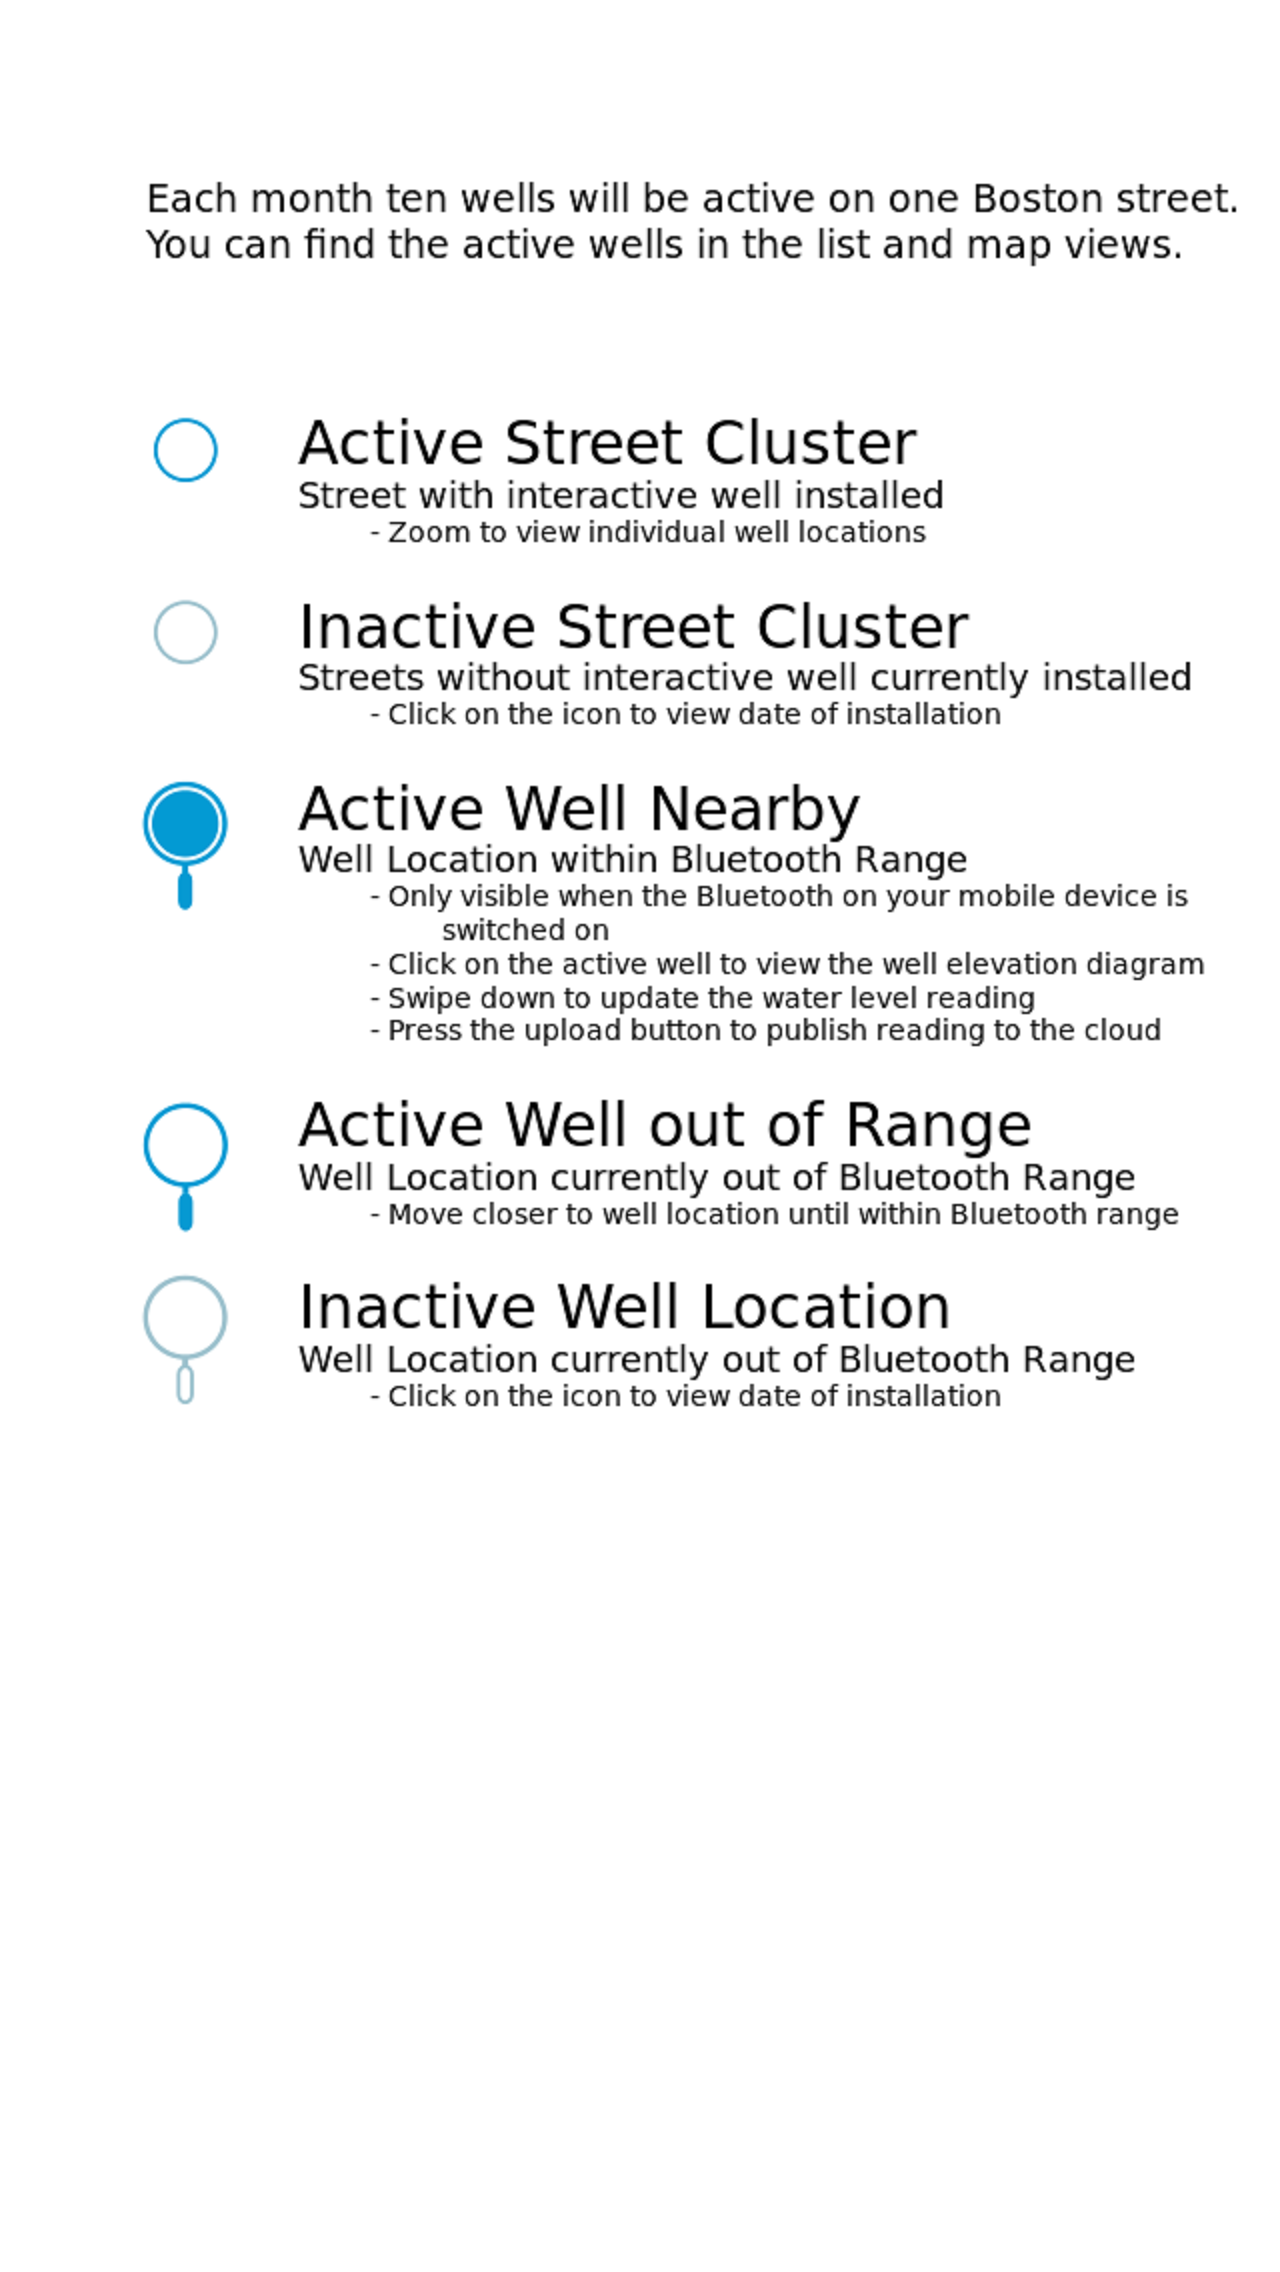 Each month ten wells will be active on one Boston street.
You can find the active wells in the list and map views.
Active Street Cluster
Street with interactive well installed
- Zoom to view individual well locations
Inactive Street Cluster
Streets without interactive well currently installed
- Click on the icon to view date of installation
Active Well Nearby
Well Location within Bluetooth Range
- Only visible when the Bluetooth on your mobile device is
switched on
- Click on the active well to view the well elevation diagram
- Swipe down to update the water level reading
- Press the upload button to publish reading to the cloud
Active Well out of Range
Well Location currently out of Bluetooth Range
- Move closer to well location until within Bluetooth range
Inactive Well Location
Well Location currently out of Bluetooth Range
- Click on the icon to view date of installation